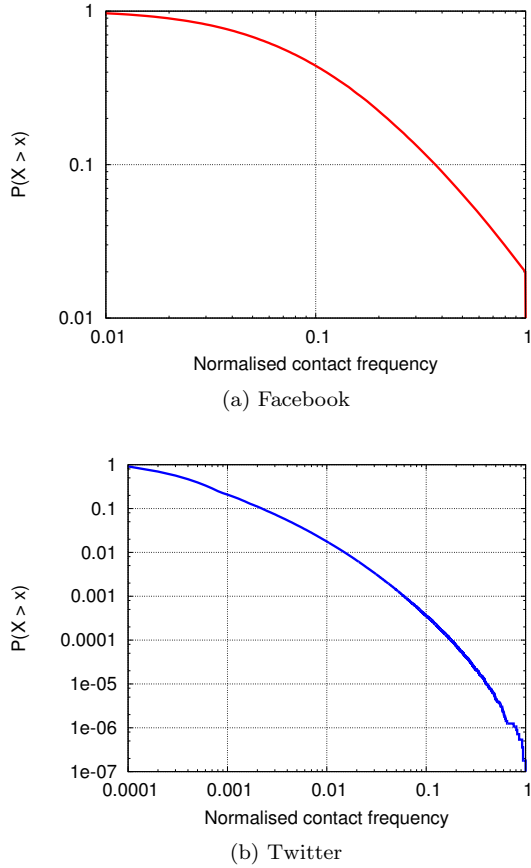 1
0.1
0.01
P(X > x)
0.01
0.1
1
Normalised contact frequency
(a) Facebook
1
0.1
0.01
0.001
0.0001
1e-05
1e-06
1e-07
P(X > x)
0.0001
0.001
0.01
0.1
1
Normalised contact frequency
(b) Twitter